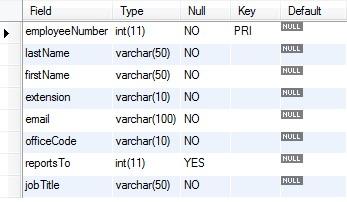 Field Type Null Key Default
employeeNumber int(11) NO PRI NULL
lastName varchar(50) NO NULL
firstName varchar(50) NO NULL
extension varchar(10) NO NULL
email varchar(100) NO NULL
officeCode varchar(10) NO NULL
reportsTo int(11) YES NULL
jobTitle varchar(50) NO NULL